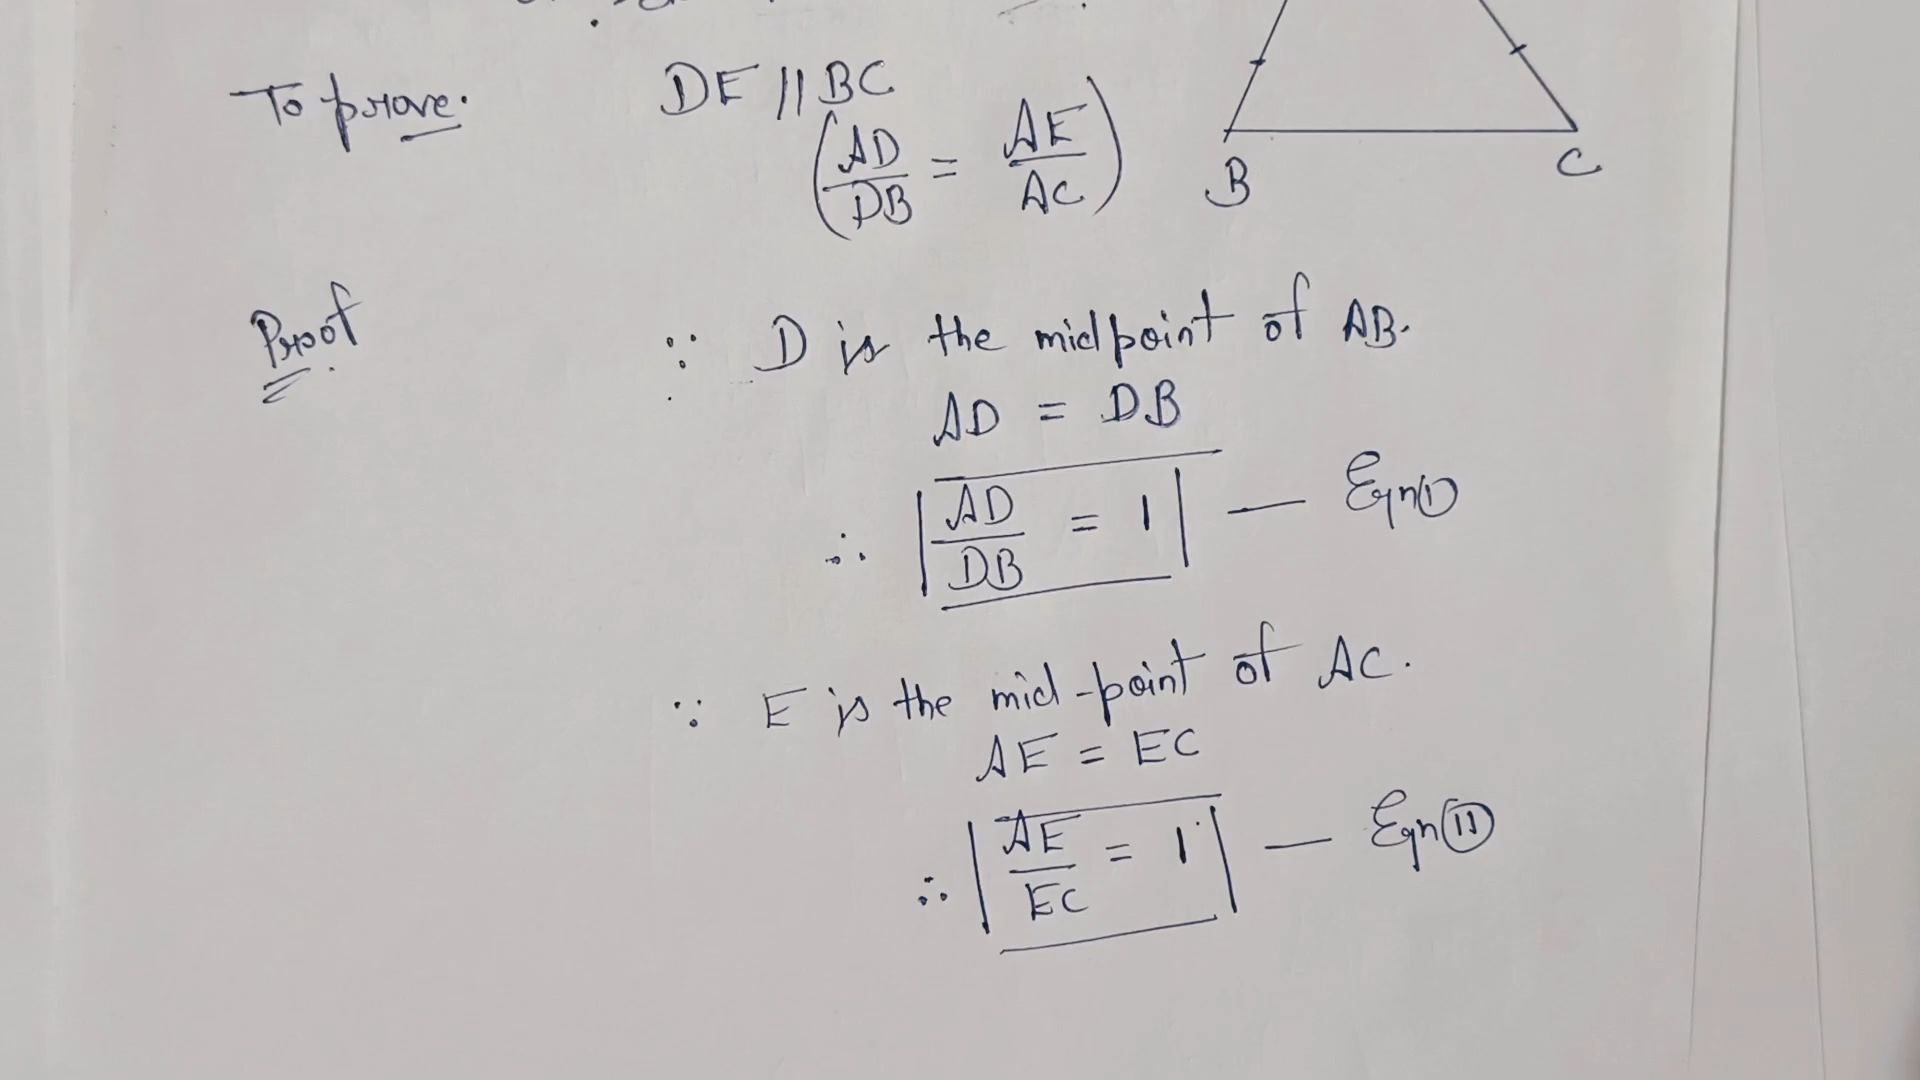 To prove. DE || BC
(AD/DB = AE/AC)
B C
Proof ∵ D is the midpoint of AB.
AD = DB
∴ AD/DB = 1 — Eqn(I)
∵ E is the mid-point of AC.
AE = EC
∴ AE/EC = 1 — Eqn(II)